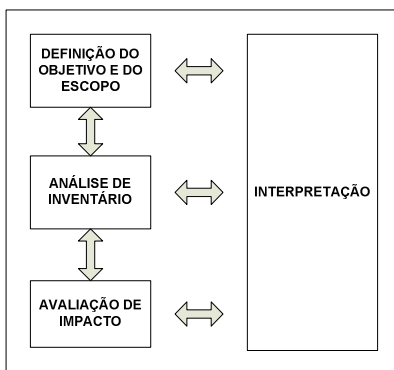 DEFINIÇÃO DO
OBJETIVO E DO
ESCOPO
ANÁLISE DE
INVENTÁRIO
INTERPRETAÇÃO
AVALIAÇÃO DE
IMPACTO